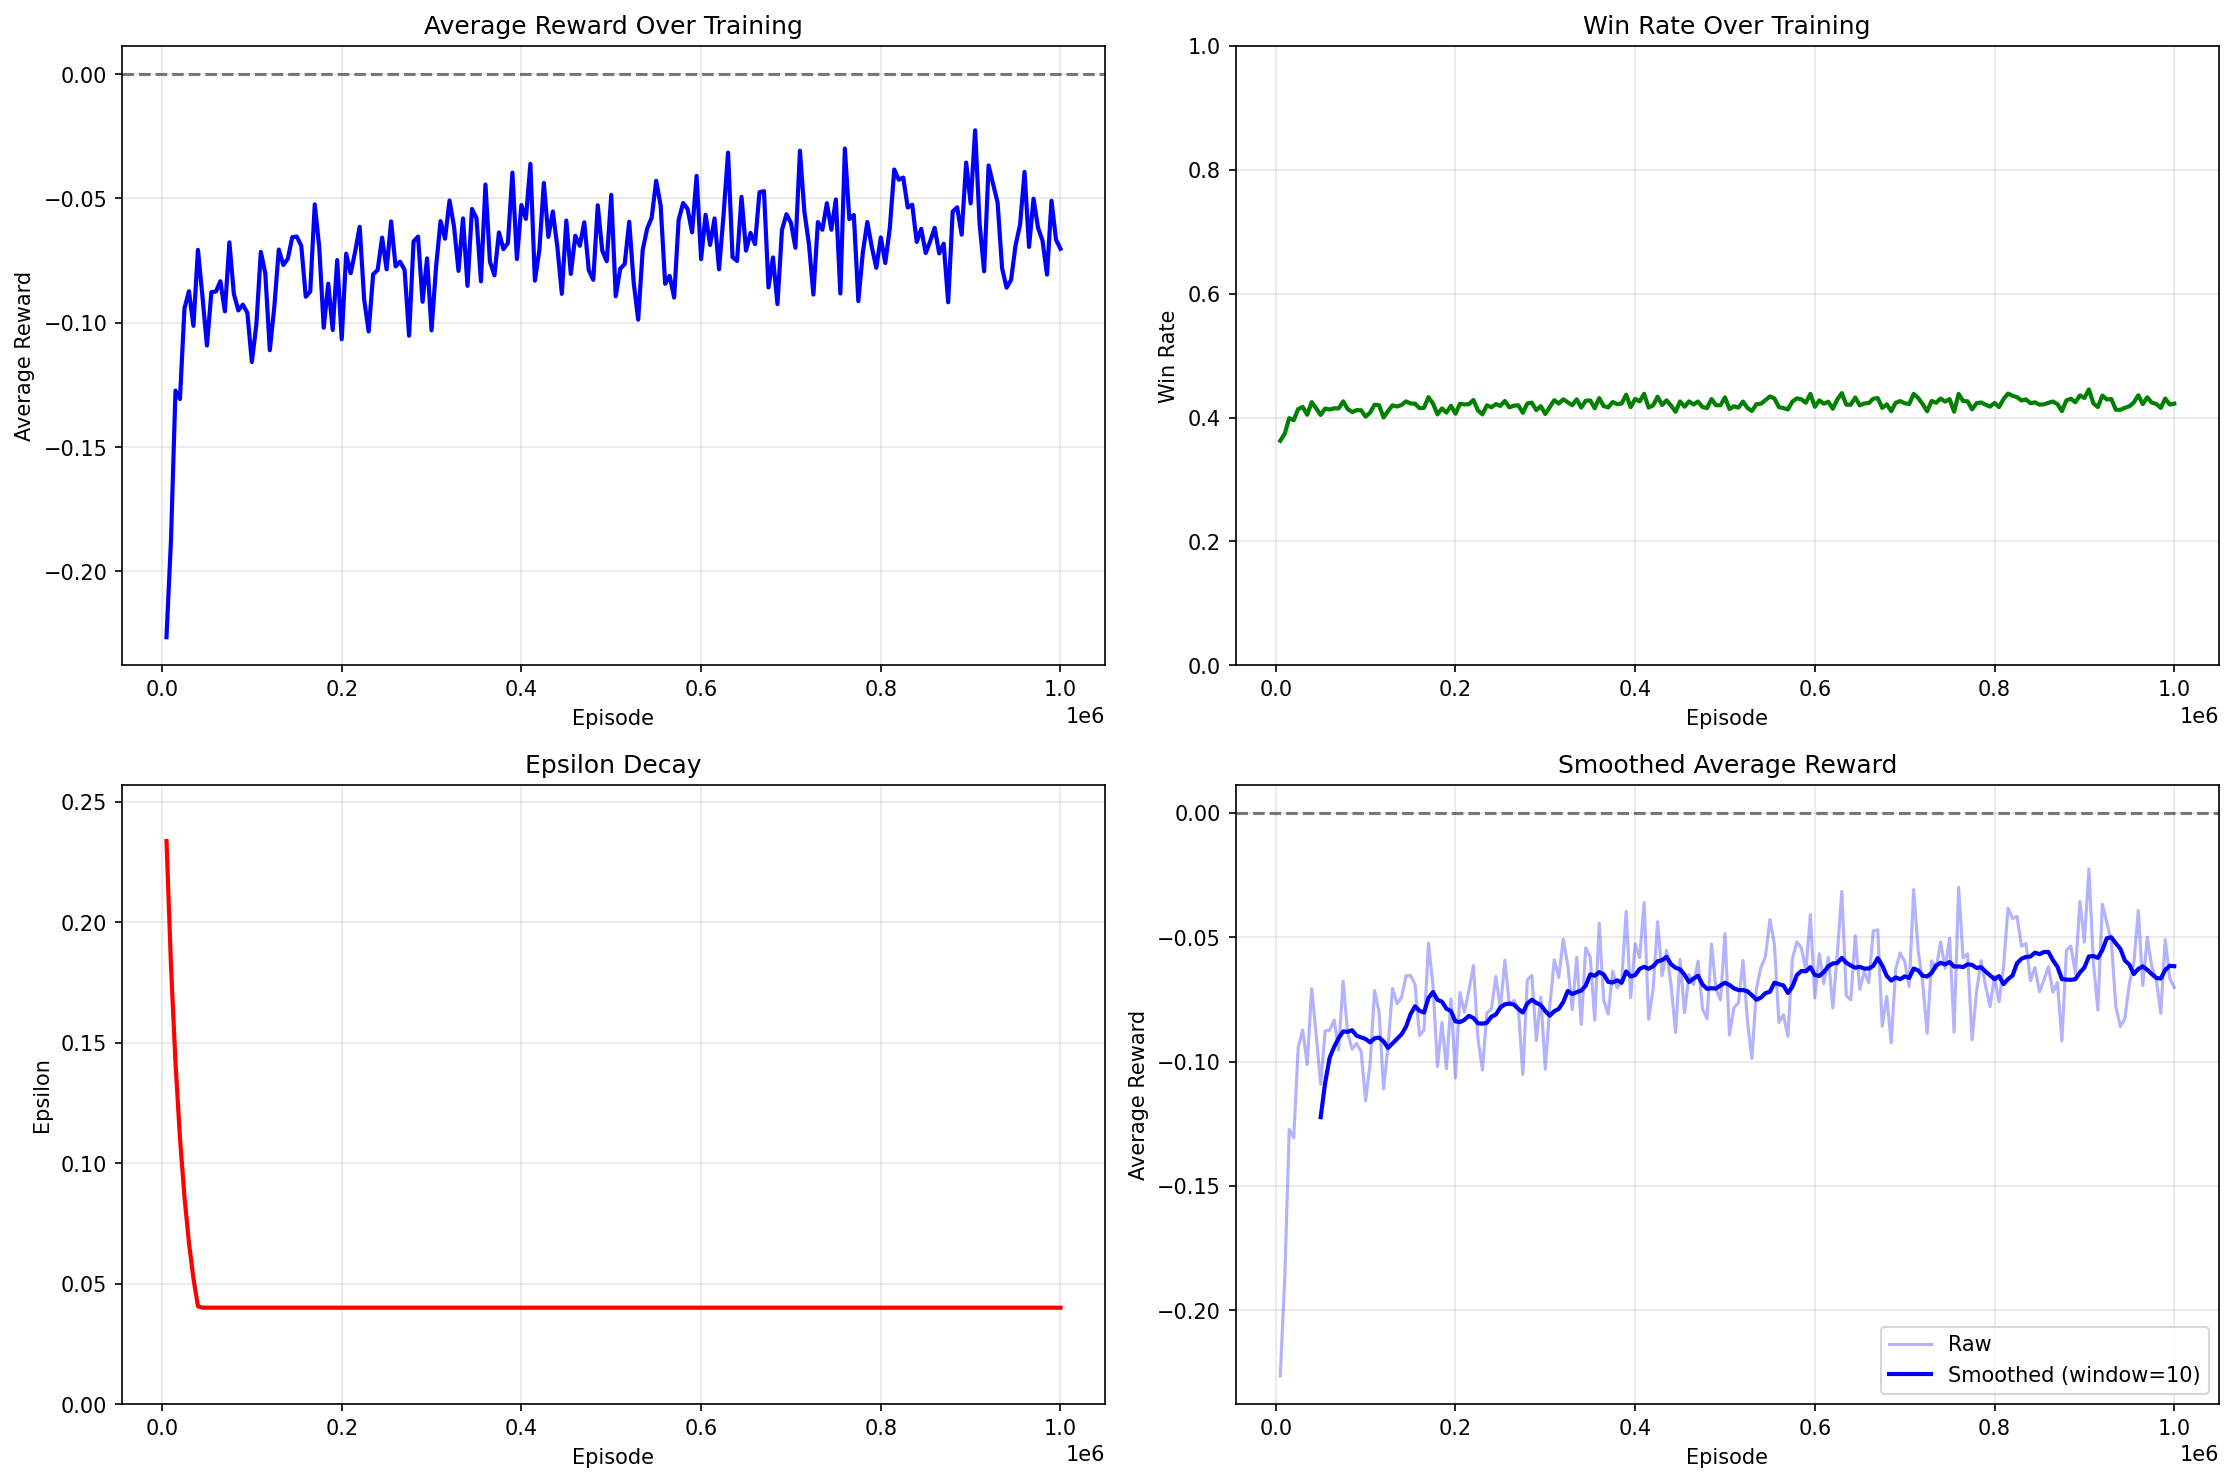 Average Reward Over Training
0.00
−0.05
−0.10
−0.15
−0.20
Average Reward
0.0 0.2 0.4 0.6 0.8 1.0
1e6
Episode
Win Rate Over Training
1.0
0.8
0.6
0.4
0.2
0.0
Win Rate
0.0 0.2 0.4 0.6 0.8 1.0
1e6
Episode
Epsilon Decay
0.25
0.20
0.15
0.10
0.05
0.00
Epsilon
0.0 0.2 0.4 0.6 0.8 1.0
1e6
Episode
Smoothed Average Reward
0.00
−0.05
−0.10
−0.15
−0.20
Average Reward
Raw
Smoothed (window=10)
0.0 0.2 0.4 0.6 0.8 1.0
1e6
Episode